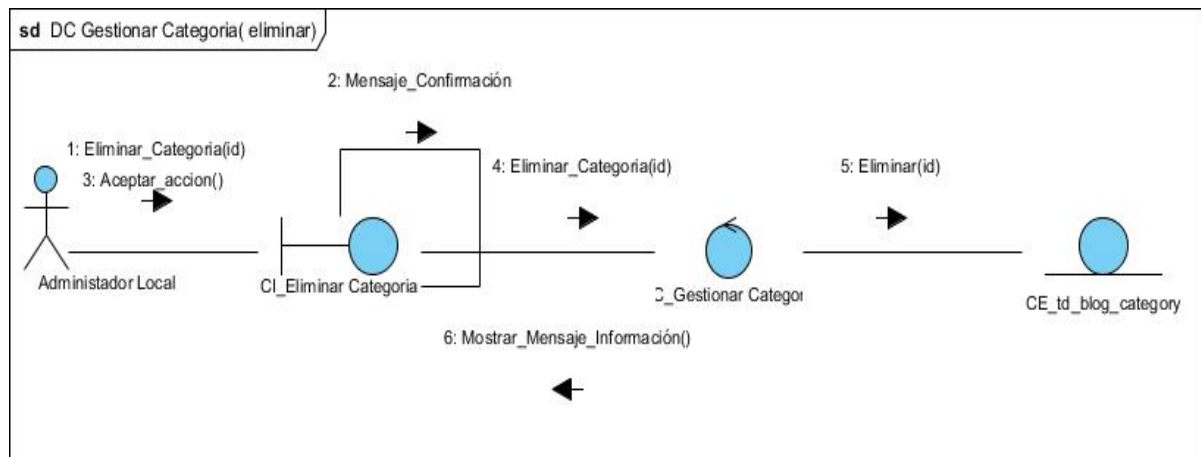 sd DC Gestionar Categoria( eliminar)
2: Mensaje_Confirmación
1: Eliminar_Categoria(id)
3: Aceptar_accion()
4: Eliminar_Categoria(id)
5: Eliminar(id)
Administador Local
CI_Eliminar Categoria
C_Gestionar Categor
CE_td_blog_category
6: Mostrar_Mensaje_Información()